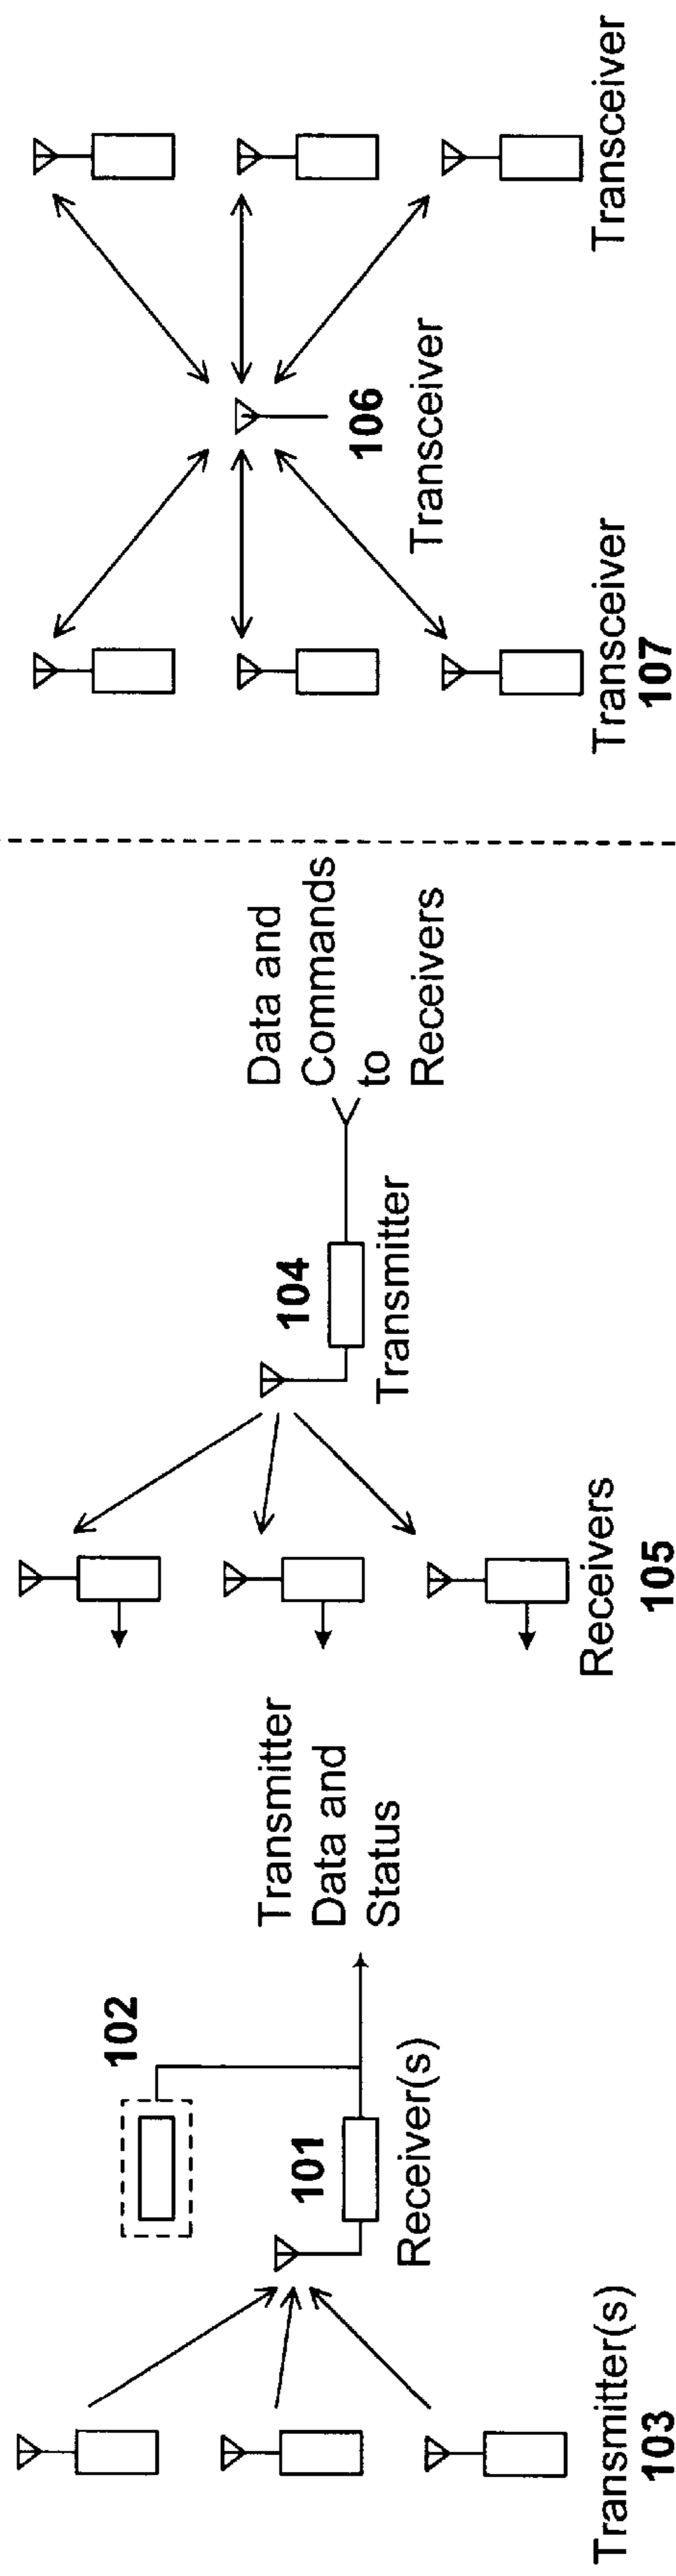 102
101
Receiver(s)
Transmitter
Data and
Status
Transmitter(s)
103
104
Transmitter
Data and
Commands
to
Receivers
Receivers
105
106
Transceiver
Transceiver
107
Transceiver